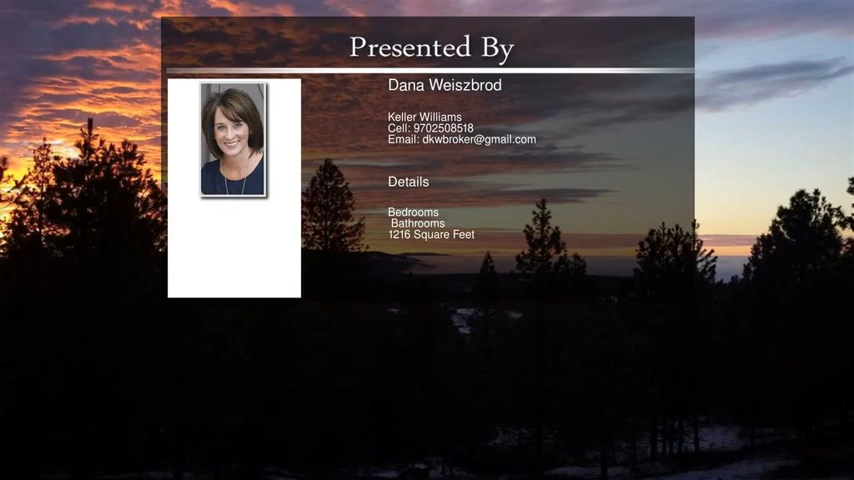 Presented By
Dana Weiszbrod
Keller Williams
Cell: 9702508518
Email: dkwbroker@gmail.com
Details
Bedrooms
Bathrooms
1216 Square Feet